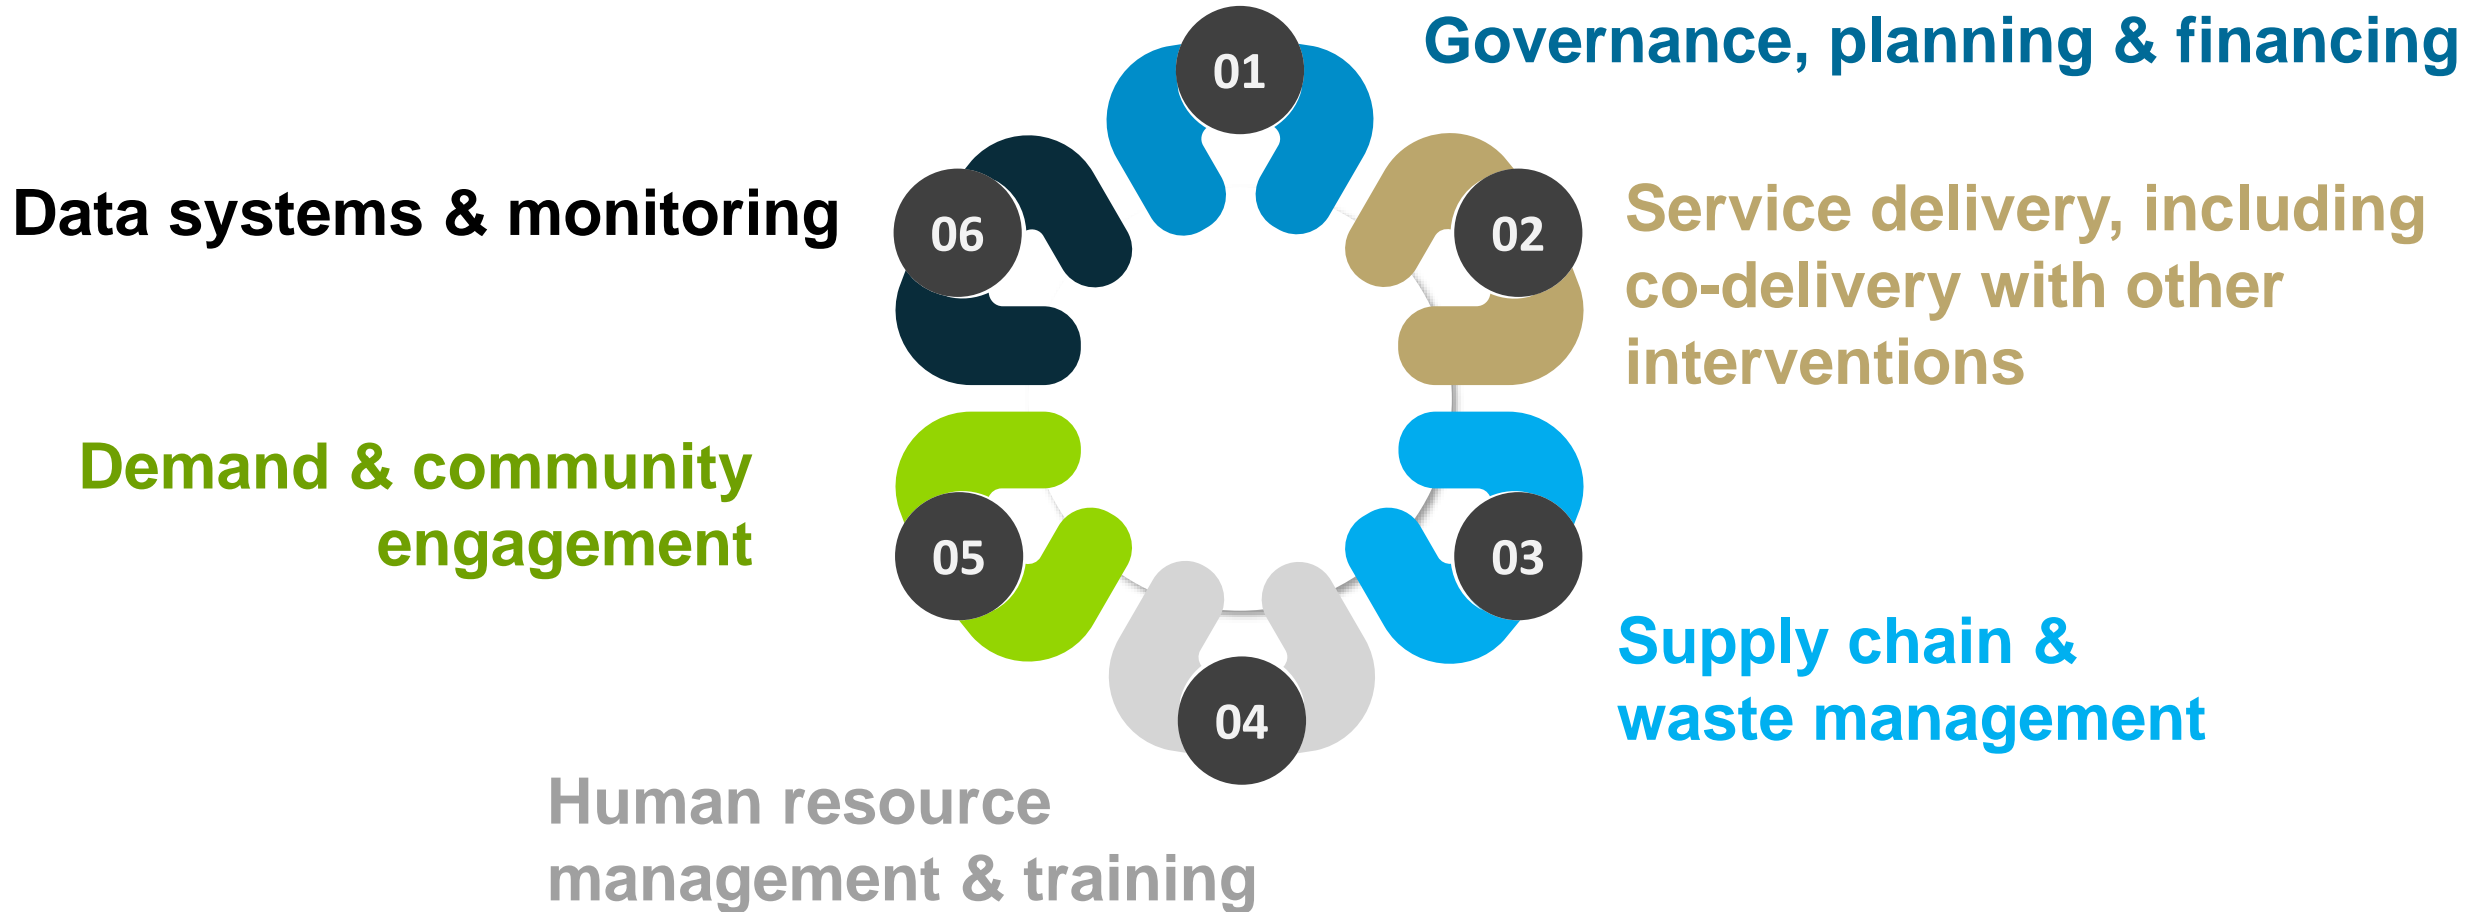 01
Governance, planning & financing
02
Service delivery, including
co-delivery with other
interventions
03
Supply chain &
waste management
04
Human resource
management & training
05
Demand & community
engagement
06
Data systems & monitoring